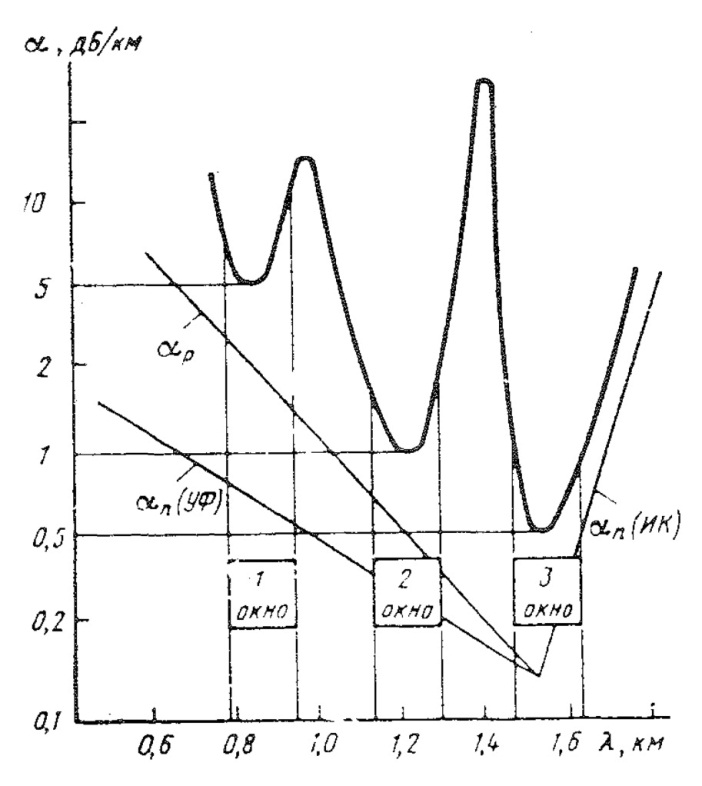 α, дБ/км
10
5
2
1
0,5
0,2
0,1
αр
αп(УФ)
αп(ИК)
1
окно
2
окно
3
окно
0,6 0,8 1,0 1,2 1,4 1,6 λ, км